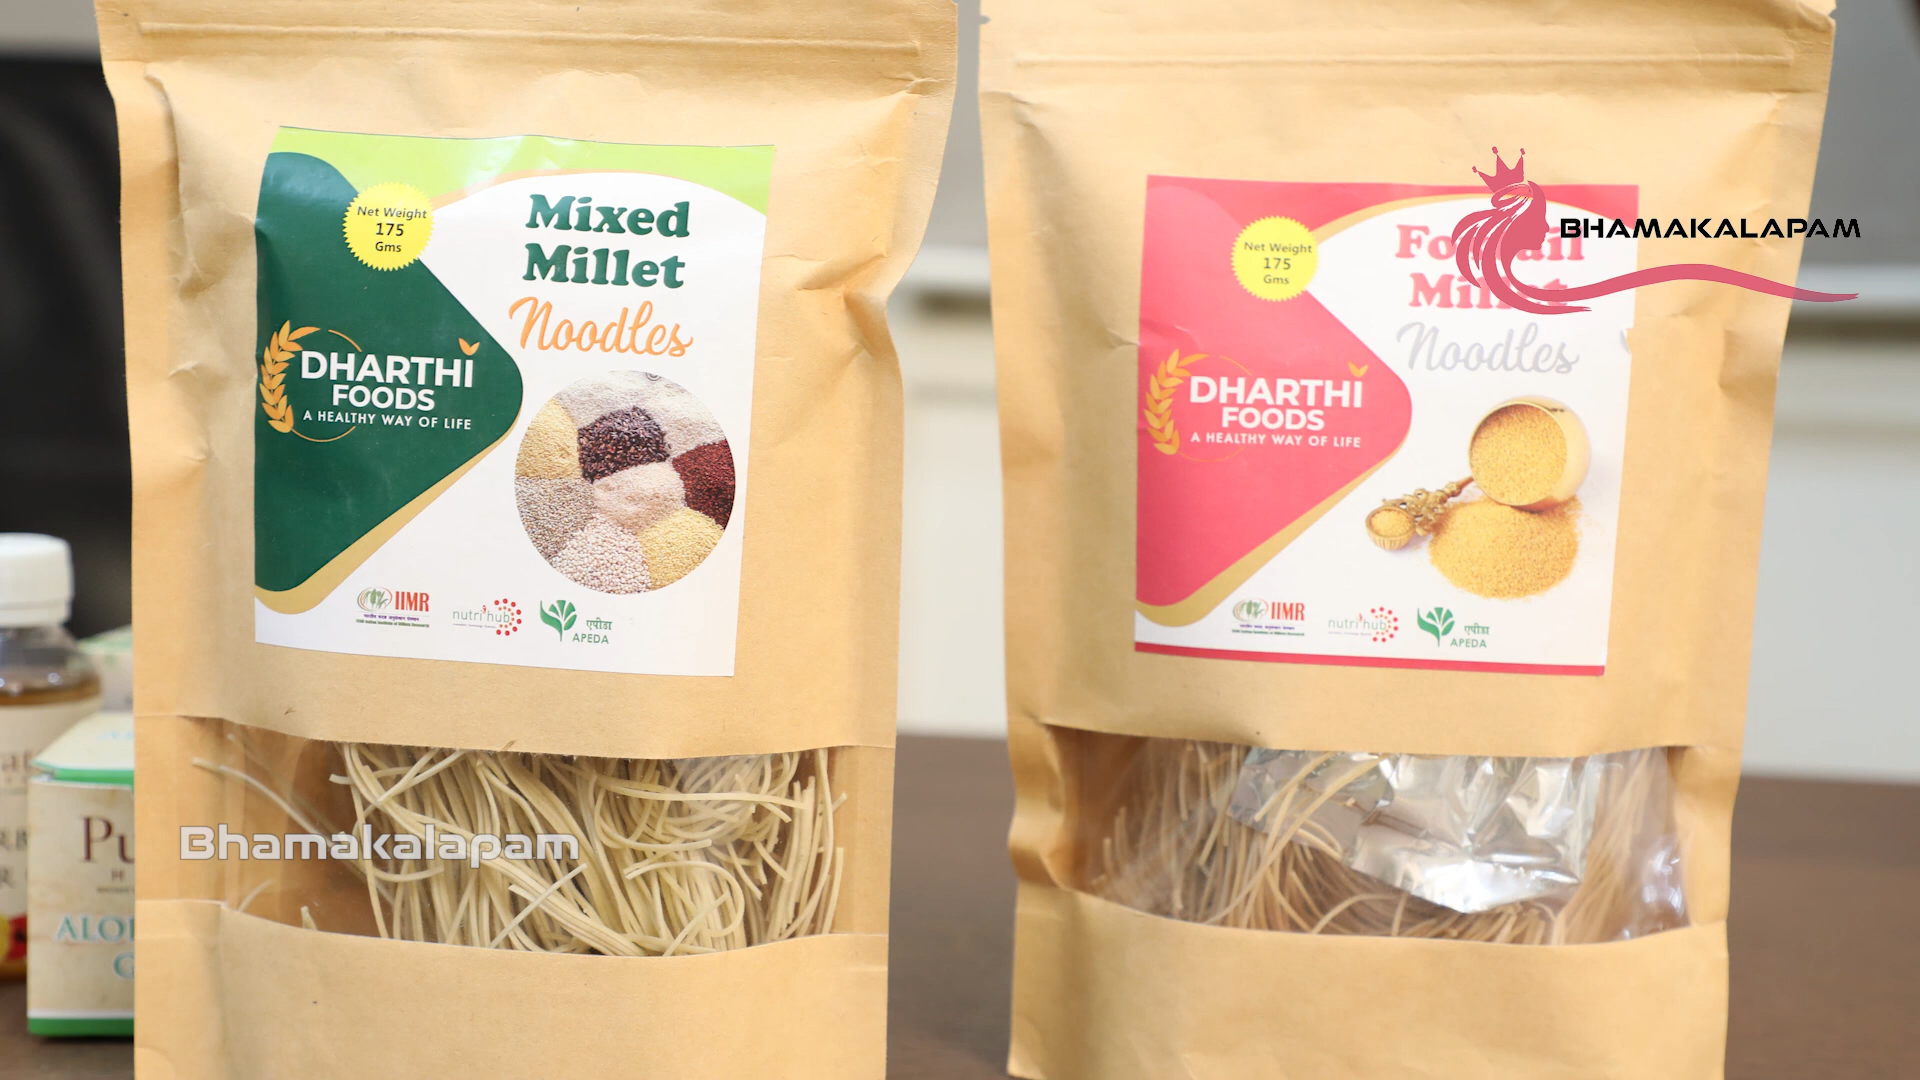 Net Weight
175
Gms
Mixed
Millet
Noodles
DHARTHI
FOODS
A HEALTHY WAY OF LIFE
IIMR
nutri hub
एपीडा
APEDA
Net Weight
175
Gms
Millet
Noodles
DHARTHI
FOODS
A HEALTHY WAY OF LIFE
IIMR
nutri hub
एपीडा
APEDA
BHAMAKALAPAM
Bhamakalapam